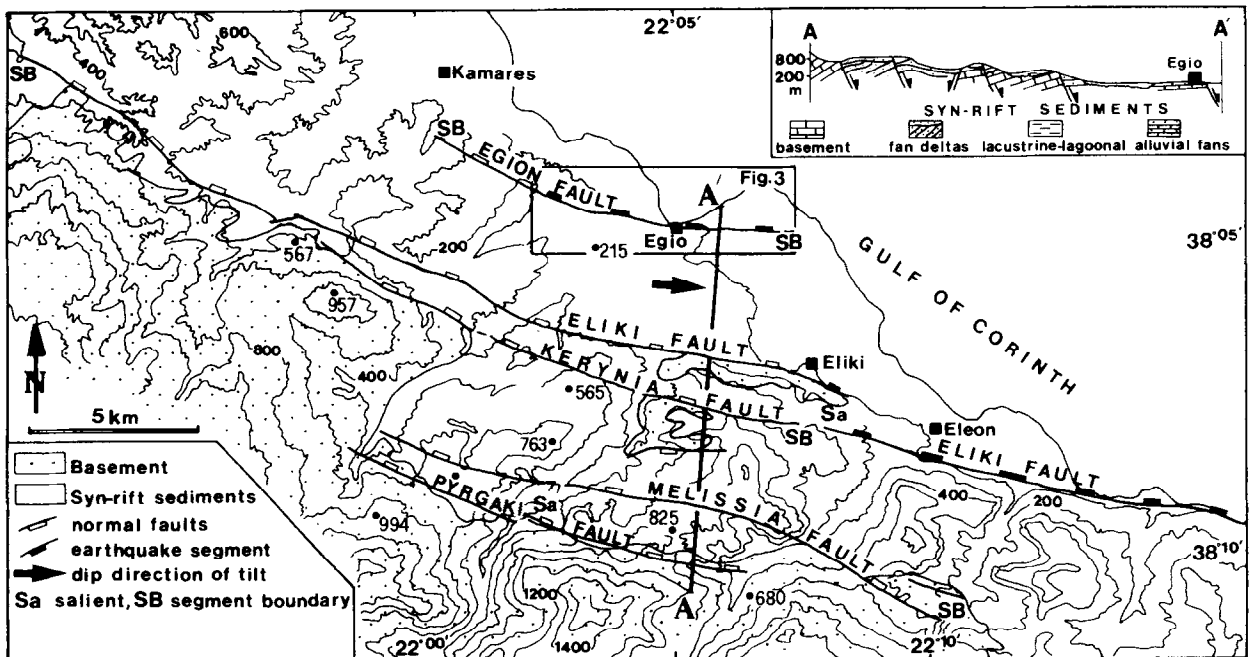 600
400
SB
Kamares
22°05′
SB
EGION FAULT
Fig.3
A'
Egio
SB
215
200
567
957
800
400
N
5 km
38°05′
GULF OF CORINTH
ELIKI FAULT
Eliki
KERYNIA FAULT
Sa
565
SB
763
Eleon
ELIKI FAULT
400
200
MELISSIA FAULT
PYRGAKI FAULT
Sa
825
994
1200
A
680
SB
38°10′
22°00′
1400
22°10′
A
A'
800
200
m
Egio
SYN-RIFT SEDIMENTS
basement
fan deltas
lacustrine-lagoonal
alluvial fans
Basement
Syn-rift sediments
normal faults
earthquake segment
dip direction of tilt
Sa salient, SB segment boundary